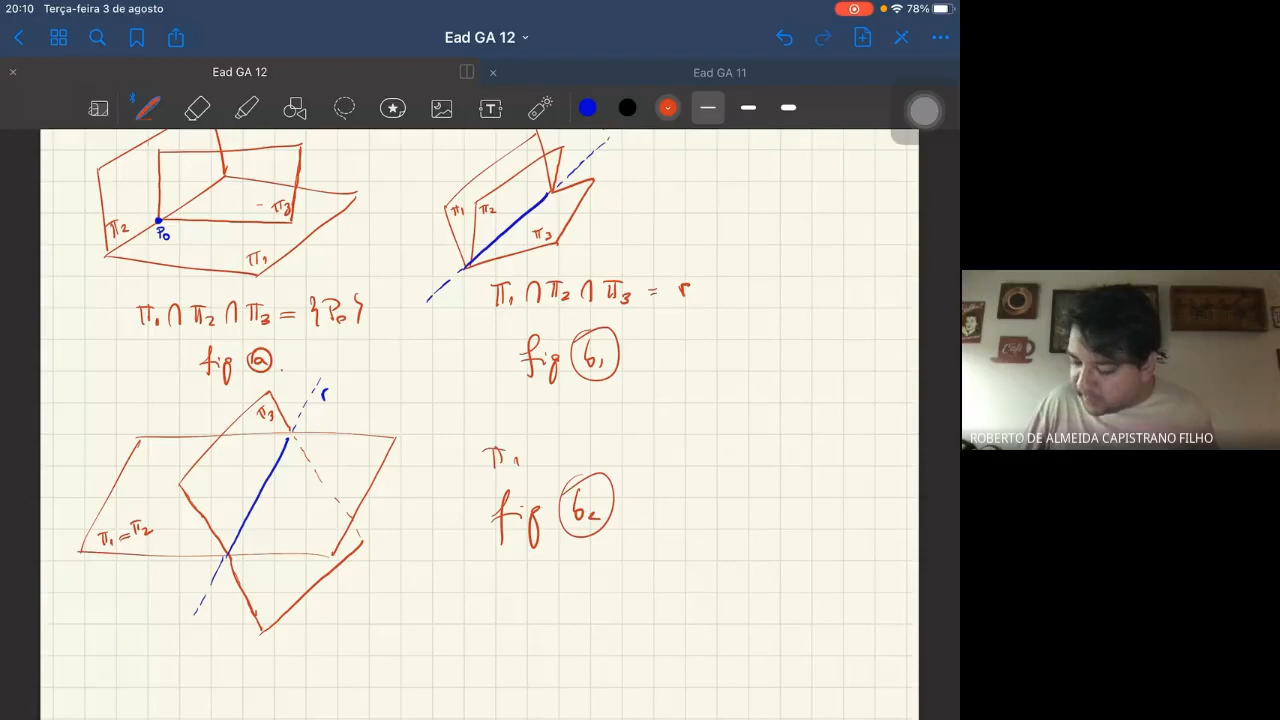 20:10 Terça-feira 3 de agosto
78%
Ead GA 12
Ead GA 12
Ead GA 11
π2
P0
π3
π1
π1 ∩ π2 ∩ π3 = {P0}
fig a.
π1
π2
π3
π1 ∩ π2 ∩ π3 = r
fig b1
π3
r
π1 = π2
π1
fig b2
Café
ROBERTO DE ALMEIDA CAPISTRANO FILHO